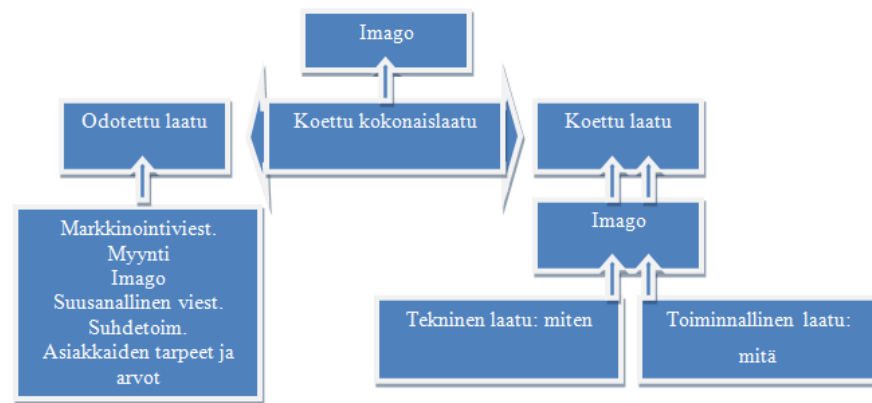 Imago
Odotettu laatu
Koettu kokonaislaatu
Koettu laatu
Markkinointiviest.
Myynti
Imago
Suusanallinen viest.
Suhdetoim.
Asiakkaiden tarpeet ja
arvot
Imago
Tekninen laatu: miten
Toiminnallinen laatu:
mitä